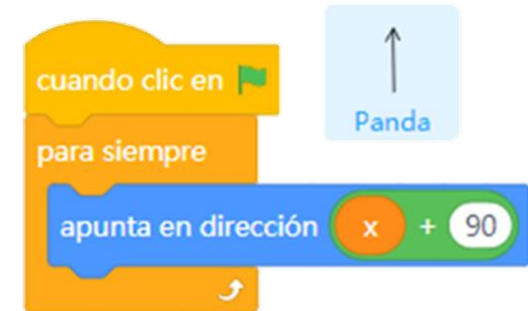 cuando clic en
Panda
para siempre
apunta en dirección x + 90